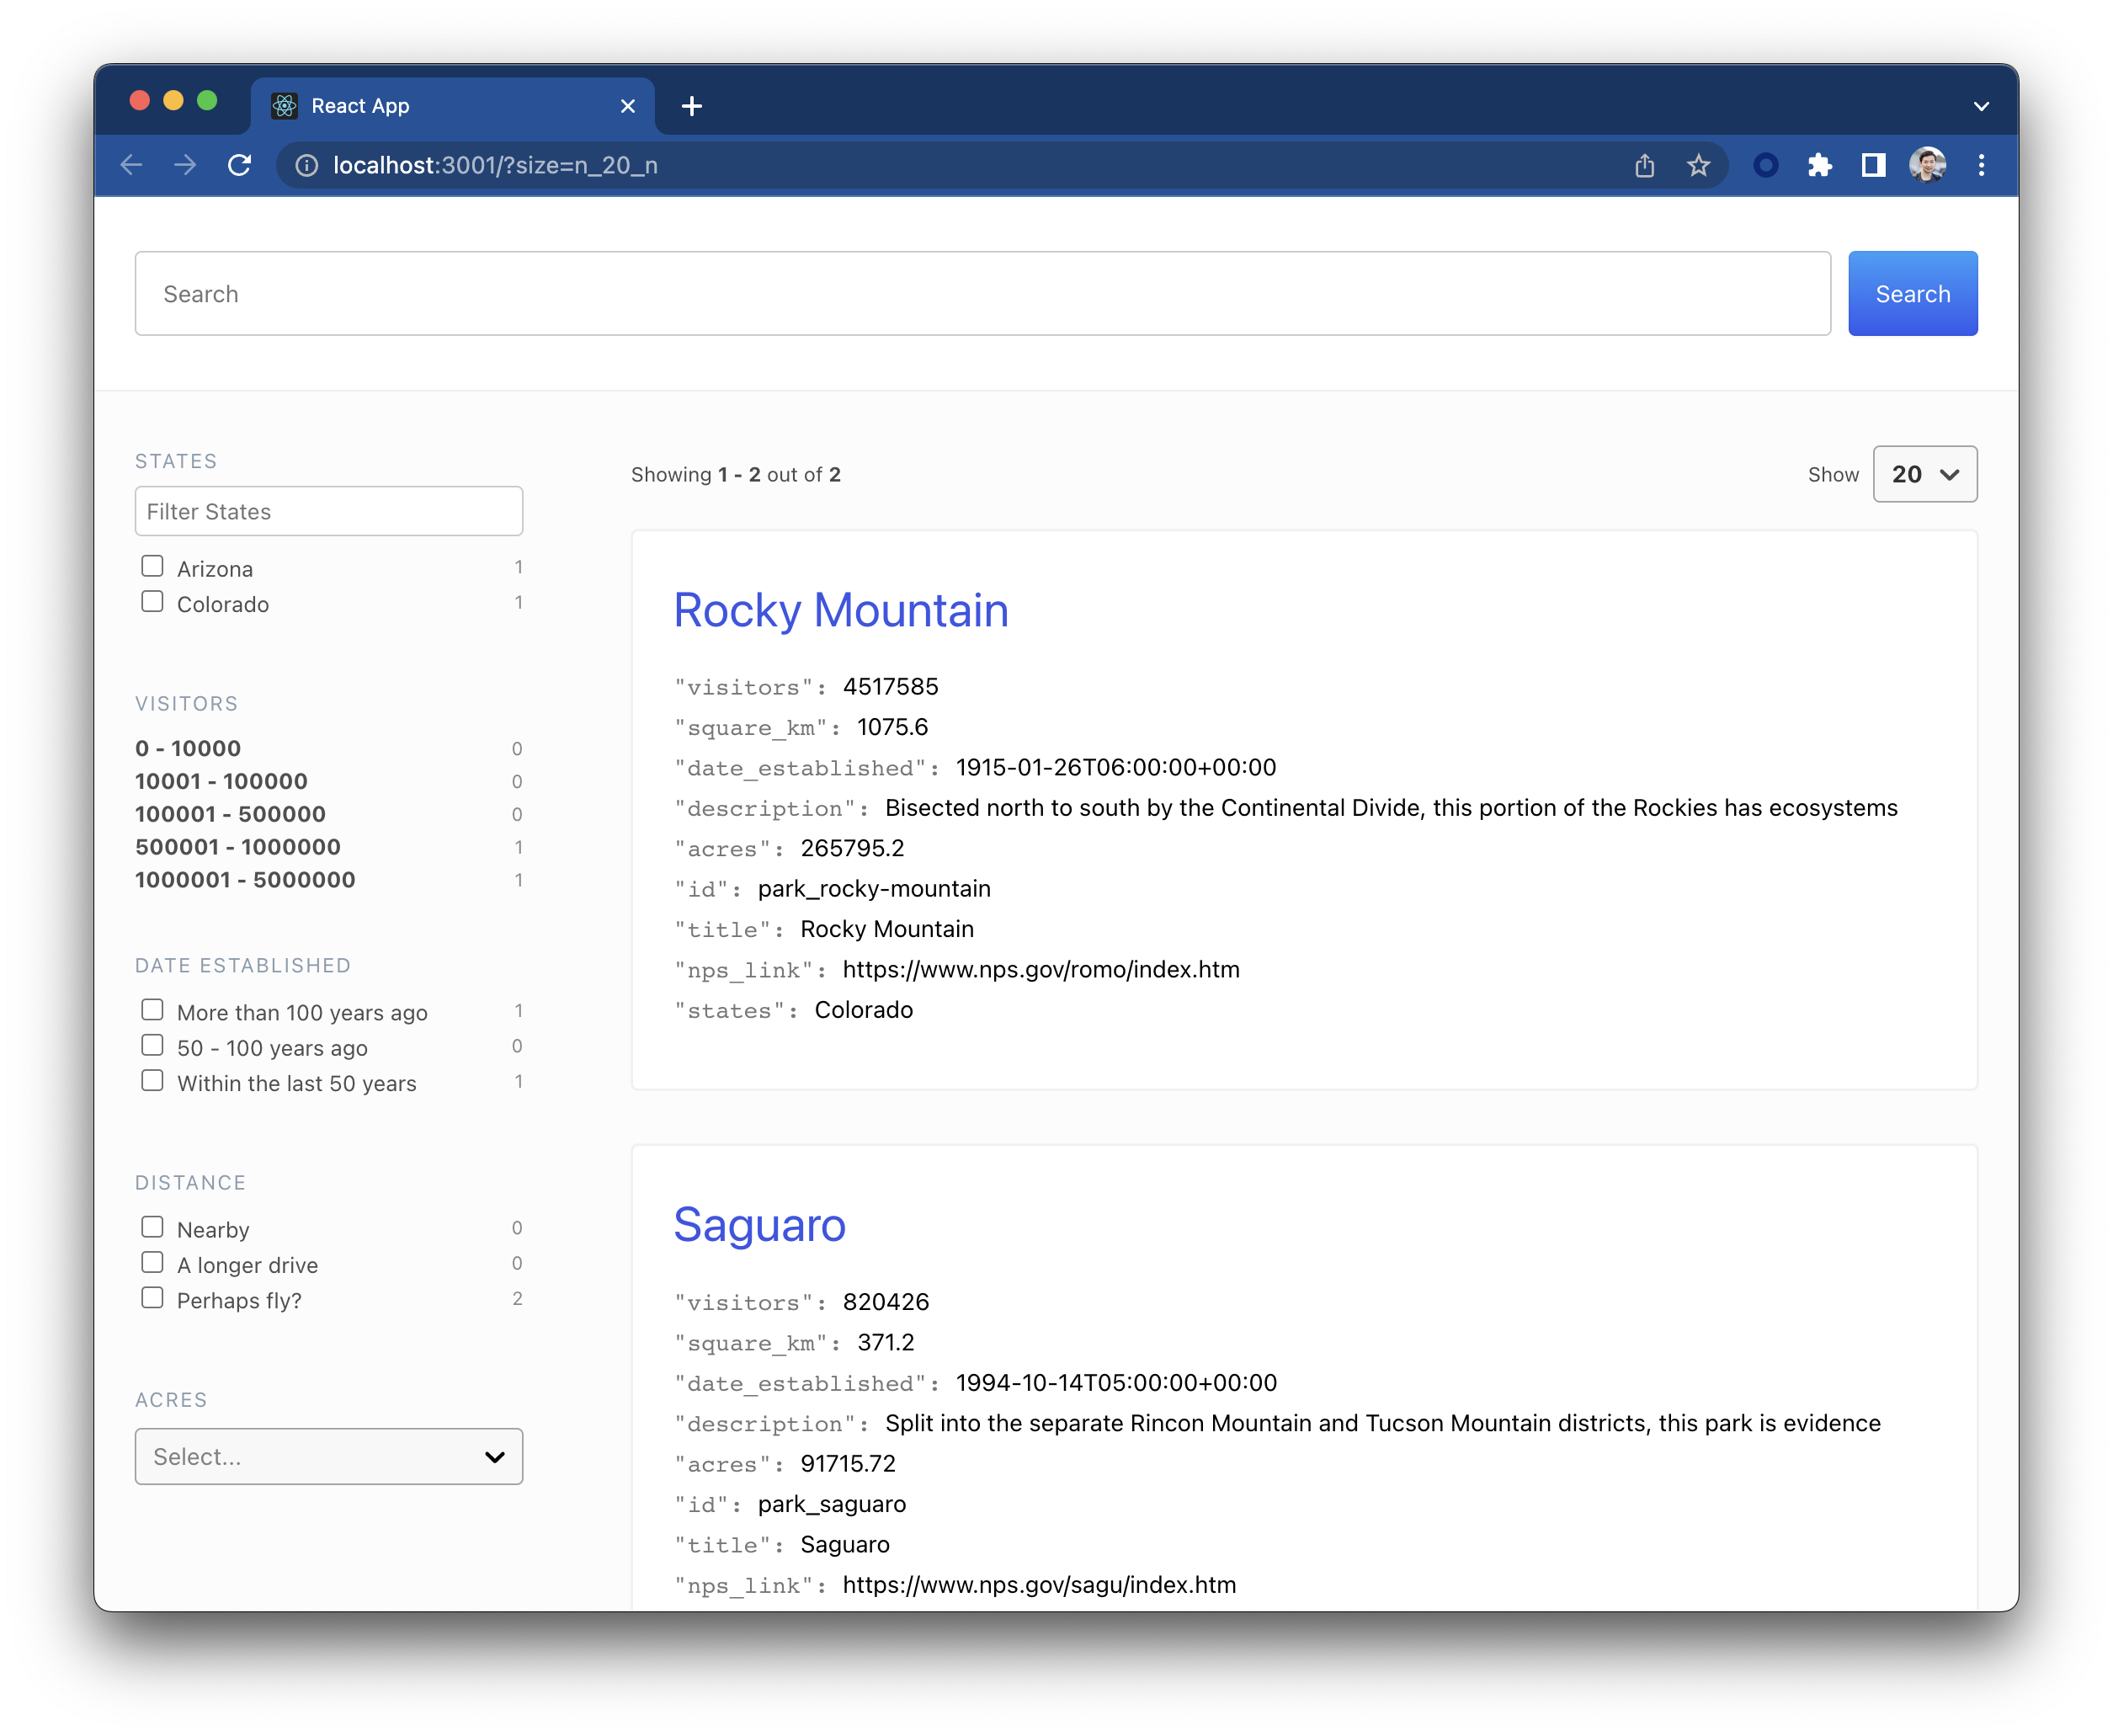 React App
localhost:3001/?size=n_20_n
Search
Search
STATES
Filter States
Arizona 1
Colorado 1
VISITORS
0 - 10000 0
10001 - 100000 0
100001 - 500000 0
500001 - 1000000 1
1000001 - 5000000 1
DATE ESTABLISHED
More than 100 years ago 1
50 - 100 years ago 0
Within the last 50 years 1
DISTANCE
Nearby 0
A longer drive 0
Perhaps fly? 2
ACRES
Select...
Showing 1 - 2 out of 2
Show 20
Rocky Mountain
"visitors": 4517585
"square_km": 1075.6
"date_established": 1915-01-26T06:00:00+00:00
"description": Bisected north to south by the Continental Divide, this portion of the Rockies has ecosystems
"acres": 265795.2
"id": park_rocky-mountain
"title": Rocky Mountain
"nps_link": https://www.nps.gov/romo/index.htm
"states": Colorado
Saguaro
"visitors": 820426
"square_km": 371.2
"date_established": 1994-10-14T05:00:00+00:00
"description": Split into the separate Rincon Mountain and Tucson Mountain districts, this park is evidence
"acres": 91715.72
"id": park_saguaro
"title": Saguaro
"nps_link": https://www.nps.gov/sagu/index.htm